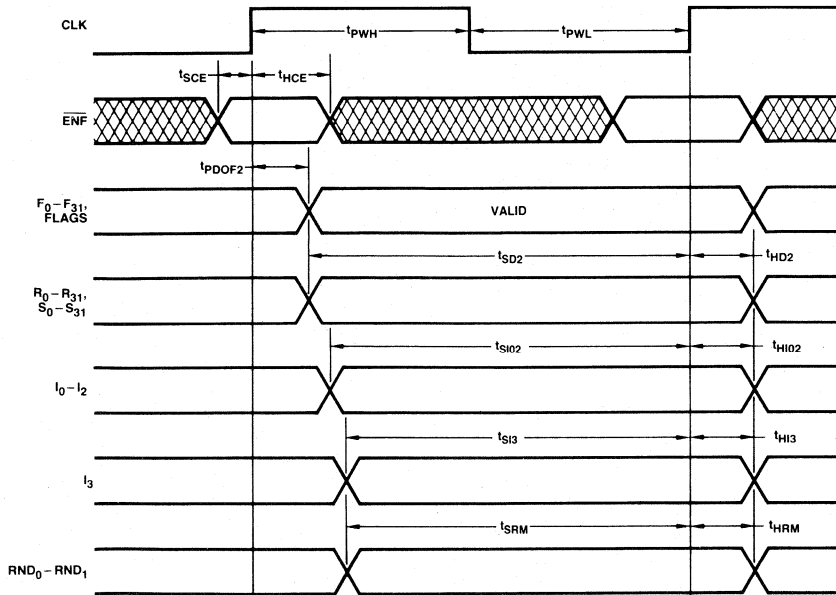 CLK
tPWH
tPWL
tSCE
tHCE
ENF
tPDOF2
F0–F31,
FLAGS
VALID
tSD2
tHD2
R0–R31,
S0–S31
tSI02
tHI02
I0–I2
tSI3
tHI3
I3
tSRM
tHRM
RND0–RND1